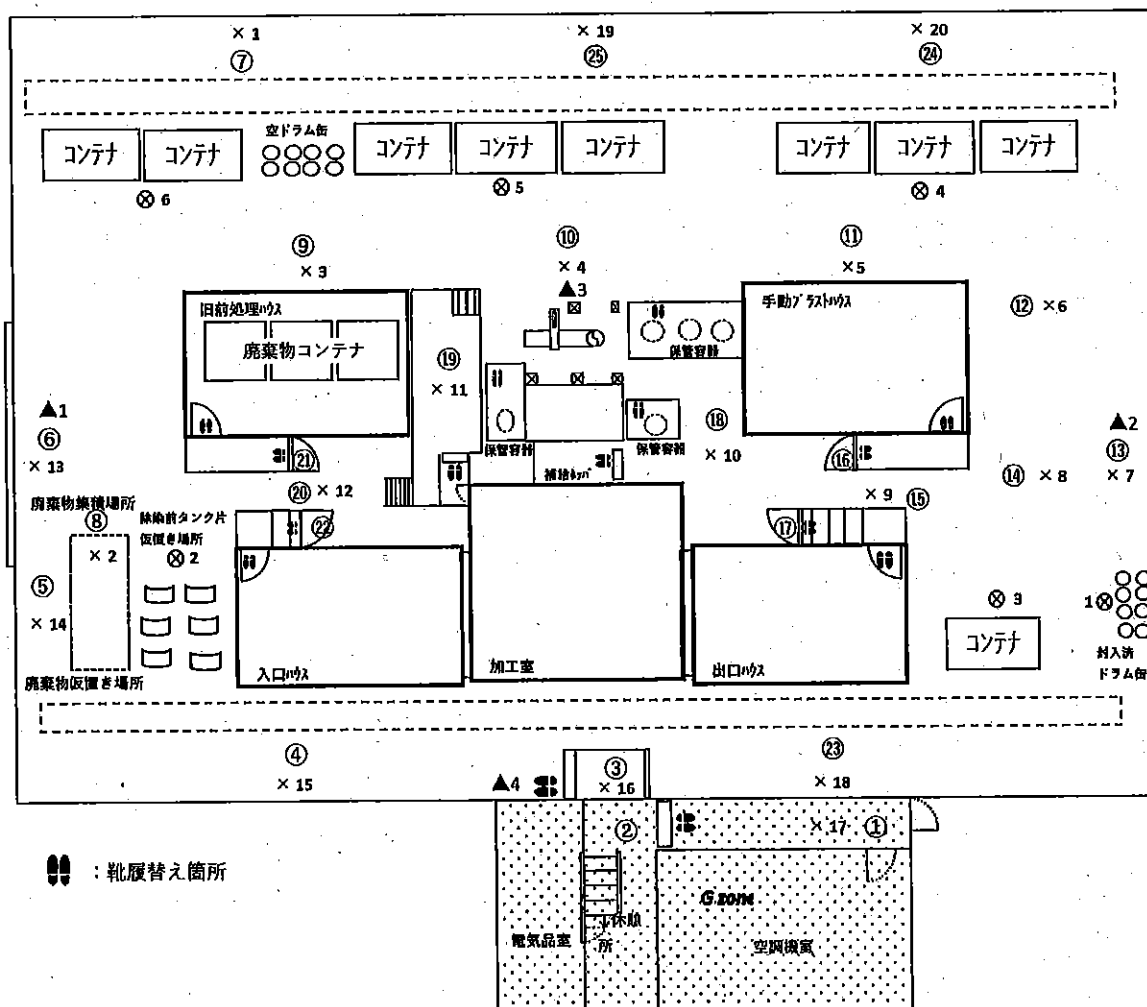 × 1
× 19
× 20
⑦
㉕
㉔
空ドラム缶
コンテナ
コンテナ
コンテナ
コンテナ
コンテナ
コンテナ
コンテナ
コンテナ
⊗ 6
⊗ 5
⊗ 4
⑨
⑩
⑪
× 3
× 4
× 5
▲3
旧前処理ハウス
手動ブラストハウス
⑫ × 6
廃棄物コンテナ
保管容器
⑲
× 11
▲1
▲2
⑥
⑱
⑬
× 13
㉑
保管容器
保管容器
× 10
⑯
⑭ × 8
× 7
補給ホッパ
⑳ × 12
× 9 ⑮
廃棄物集積場所
⑧
除染前タンク片
仮置き場所
㉒
⑰
× 2
⊗ 2
⑤
⊗ 3
1 ⊗
× 14
コンテナ
封入済
ドラム缶
廃棄物仮置き場所
入口ハウス
加工室
出口ハウス
④
③
㉓
× 15
▲4
× 16
× 18
②
× 17 ①
：靴履替え箇所
G zone
電気品室
所
空調機室